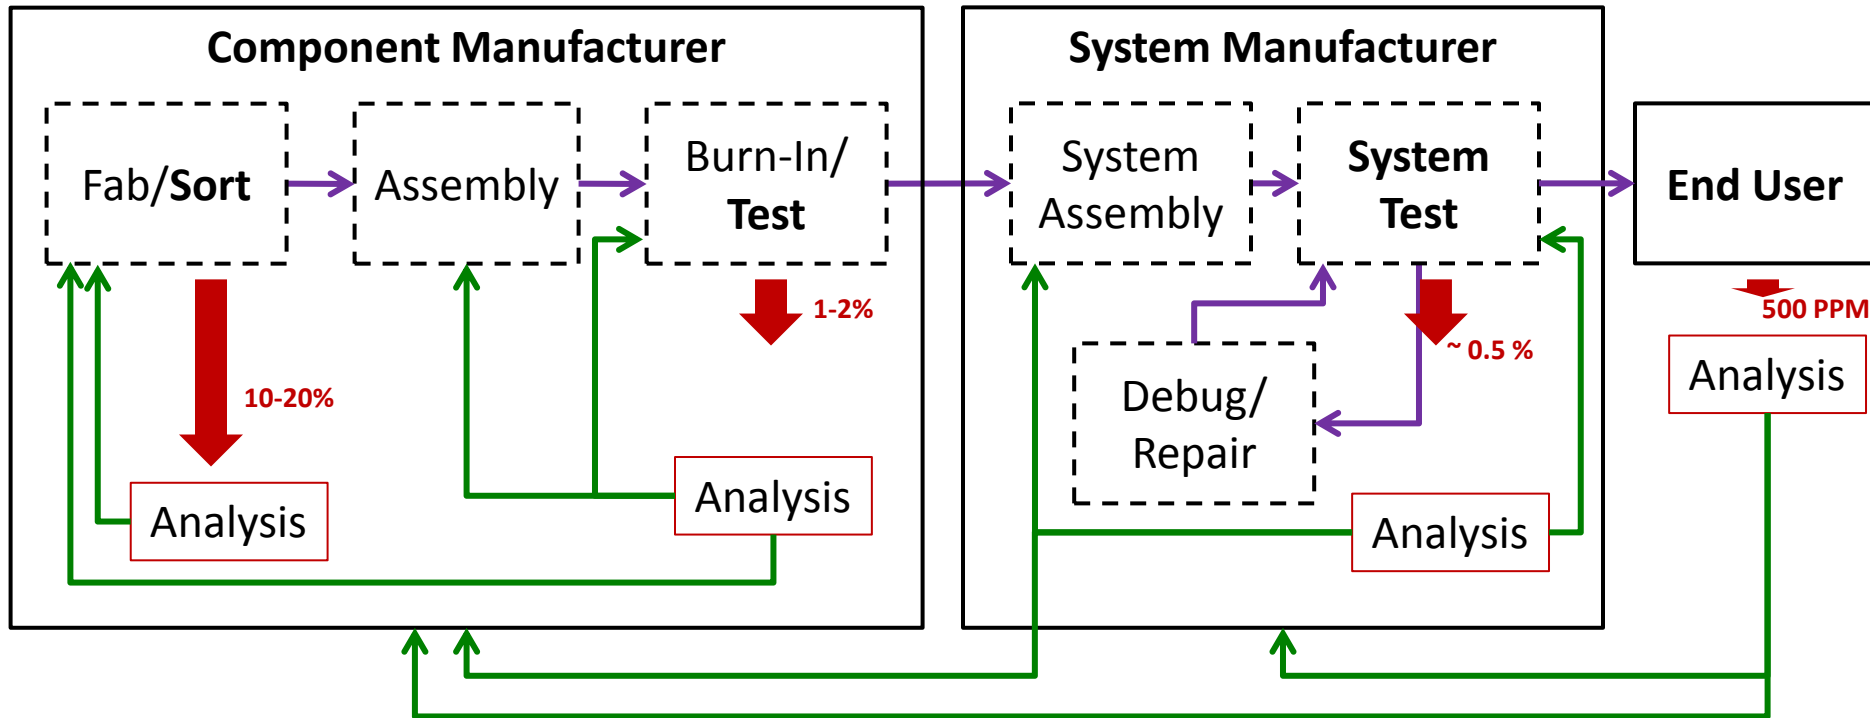 Component Manufacturer
Fab/Sort
Assembly
Burn-In/
Test
10-20%
1-2%
Analysis
Analysis
System Manufacturer
System
Assembly
System
Test
~ 0.5 %
Debug/
Repair
Analysis
End User
500 PPM
Analysis